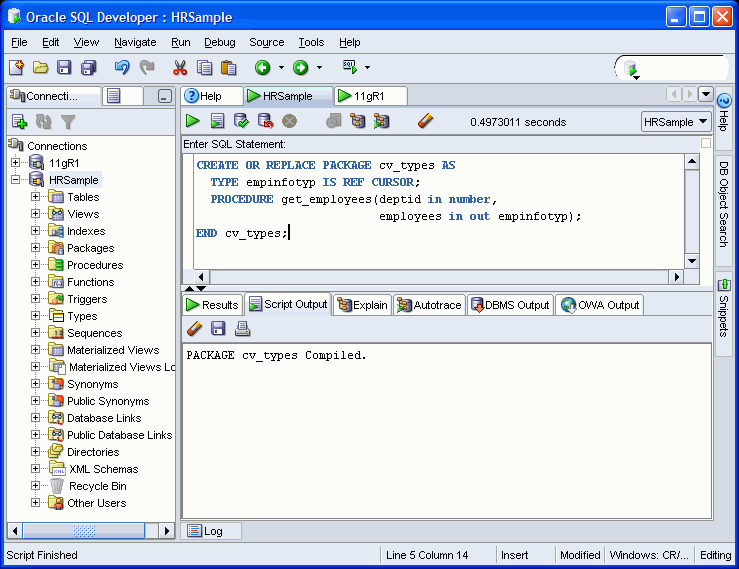 Oracle SQL Developer : HRSample
File Edit View Navigate Run Debug Source Tools Help
SQL
Connecti...
Help
HRSample
11gR1
0.4973011 seconds
HRSample
Enter SQL Statement:
CREATE OR REPLACE PACKAGE cv_types AS
TYPE empinfotyp IS REF CURSOR;
PROCEDURE get_employees(deptid in number,
employees in out empinfotyp);
END cv_types;
Connections
11gR1
HRSample
Tables
Views
Indexes
Packages
Procedures
Functions
Triggers
Types
Sequences
Materialized Views
Materialized Views Lo
Synonyms
Public Synonyms
Database Links
Public Database Links
Directories
XML Schemas
Recycle Bin
Other Users
Results
Script Output
Explain
Autotrace
DBMS Output
OWA Output
PACKAGE cv_types Compiled.
Log
Help
DB Object Search
Snippets
Script Finished
Line 5 Column 14
Insert
Modified
Windows: CR/...
Editing